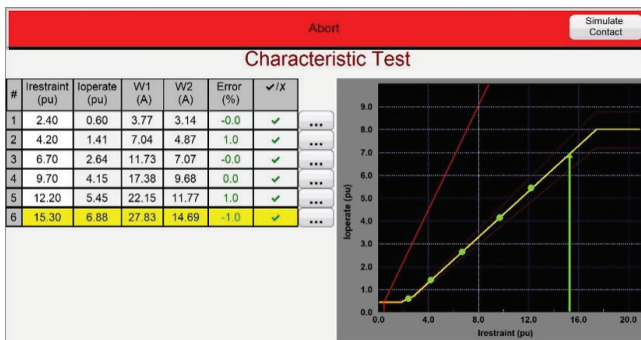 Abort
Simulate
Contact
Characteristic Test
# Irestraint (pu) Ioperate (pu) W1 (A) W2 (A) Error (%) ✓/✗
1 2.40 0.60 3.77 3.14 -0.0 ✓ ...
2 4.20 1.41 7.04 4.87 1.0 ✓ ...
3 6.70 2.64 11.73 7.07 -0.0 ✓ ...
4 9.70 4.15 17.38 9.68 0.0 ✓ ...
5 12.20 5.45 22.15 11.77 1.0 ✓ ...
6 15.30 6.88 27.83 14.69 -1.0 ✓ ...
Ioperate (pu)
9.0
8.0
7.0
6.0
5.0
4.0
3.0
2.0
1.0
0.0
0.0 4.0 8.0 12.0 16.0 20.0
Irestraint (pu)